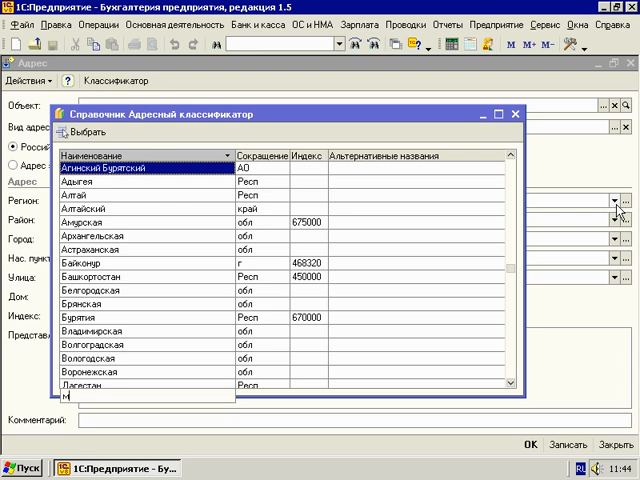 1С:Предприятие - Бухгалтерия предприятия, редакция 1.5
Файл Правка Операции Основная деятельность Банк и касса ОС и НМА Зарплата Проводки Отчеты Предприятие Сервис Окна Справка
M M+ M-
Адрес
Действия ? Классификатор
Объект:
Справочник Адресный классификатор
Вид адрес
Выбрать
Росси
Наименование Сокращение Индекс Альтернативные названия
Адрес =
Агинский Бурятский АО
Адрес
Адыгея Респ
Регион:
Алтай Респ
Алтайский край
Район:
Амурская обл 675000
Город:
Архангельская обл
Астраханская обл
Нас. пункт
Байконур г 468320
Улица:
Башкортостан Респ 450000
Белгородская обл
Дом:
Брянская обл
Индекс:
Бурятия Респ 670000
Владимирская обл
Представл
Волгоградская обл
Вологодская обл
Воронежская обл
Дагестан Респ
м
Комментарий:
OK Записать Закрыть
Пуск 1С:Предприятие - Бу... RL 11:44